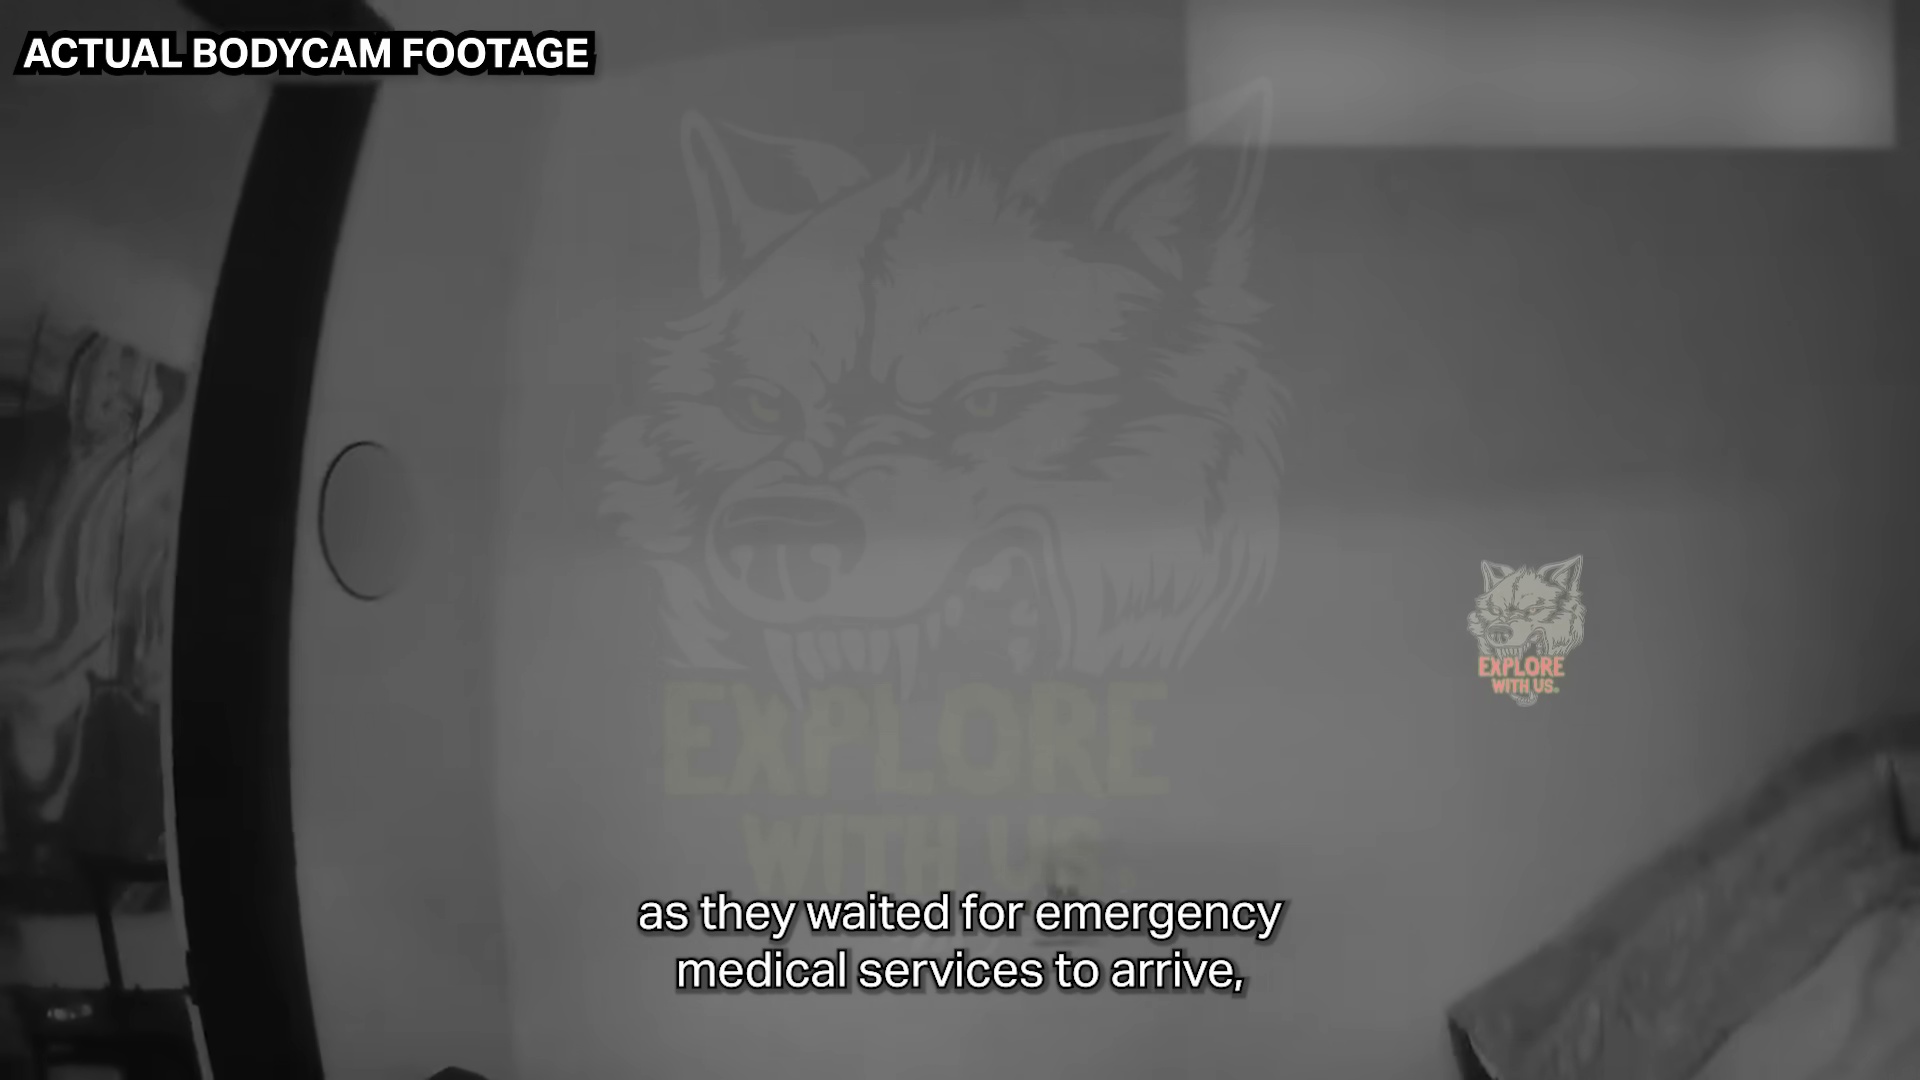 ACTUAL BODYCAM FOOTAGE
EXPLORE
WITH US.
EXPLORE
WITH US.
as they waited for emergency
medical services to arrive,